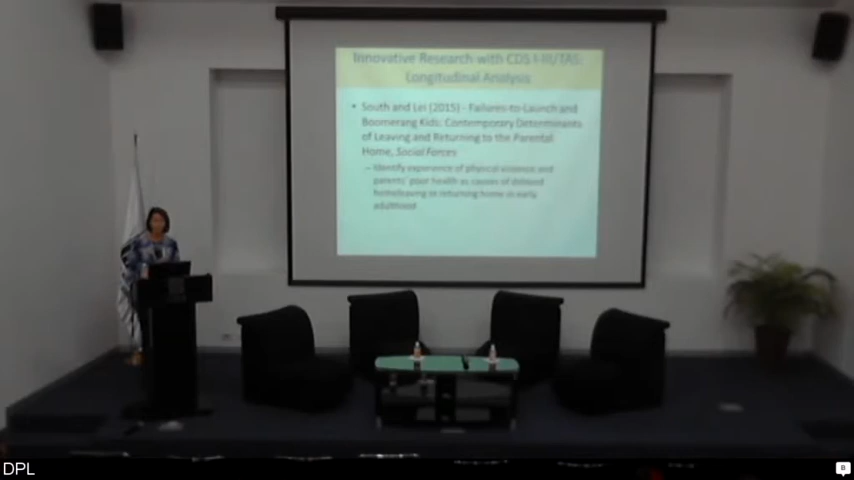 Innovative Research with CDS I-III/TAS:
Longitudinal Analysis
• South and Lei (2015) - Failures-to-Launch and
Boomerang Kids: Contemporary Determinants
of Leaving and Returning to the Parental
Home, Social Forces
– Identify experience of physical and
parents' poor health as causes of delayed
homeleaving or returning home in early
adulthood
DPL
B